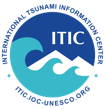 INTERNATIONAL TSUNAMI INFORMATION CENTER
ITIC
ITIC.IOC-UNESCO.ORG